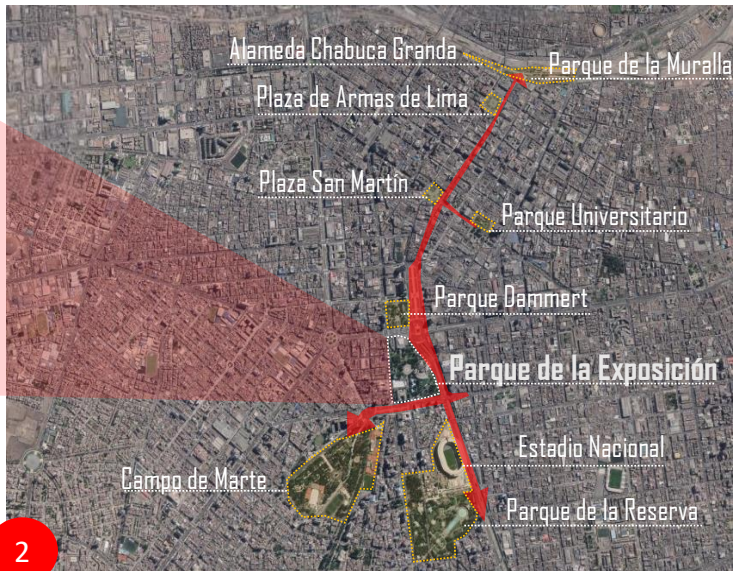 Alameda Chabuca Granda
Parque de la Muralla
Plaza de Armas de Lima
Plaza San Martín
Parque Universitario
Parque Dammert
Parque de la Exposición
Estadio Nacional
Campo de Marte
Parque de la Reserva
2